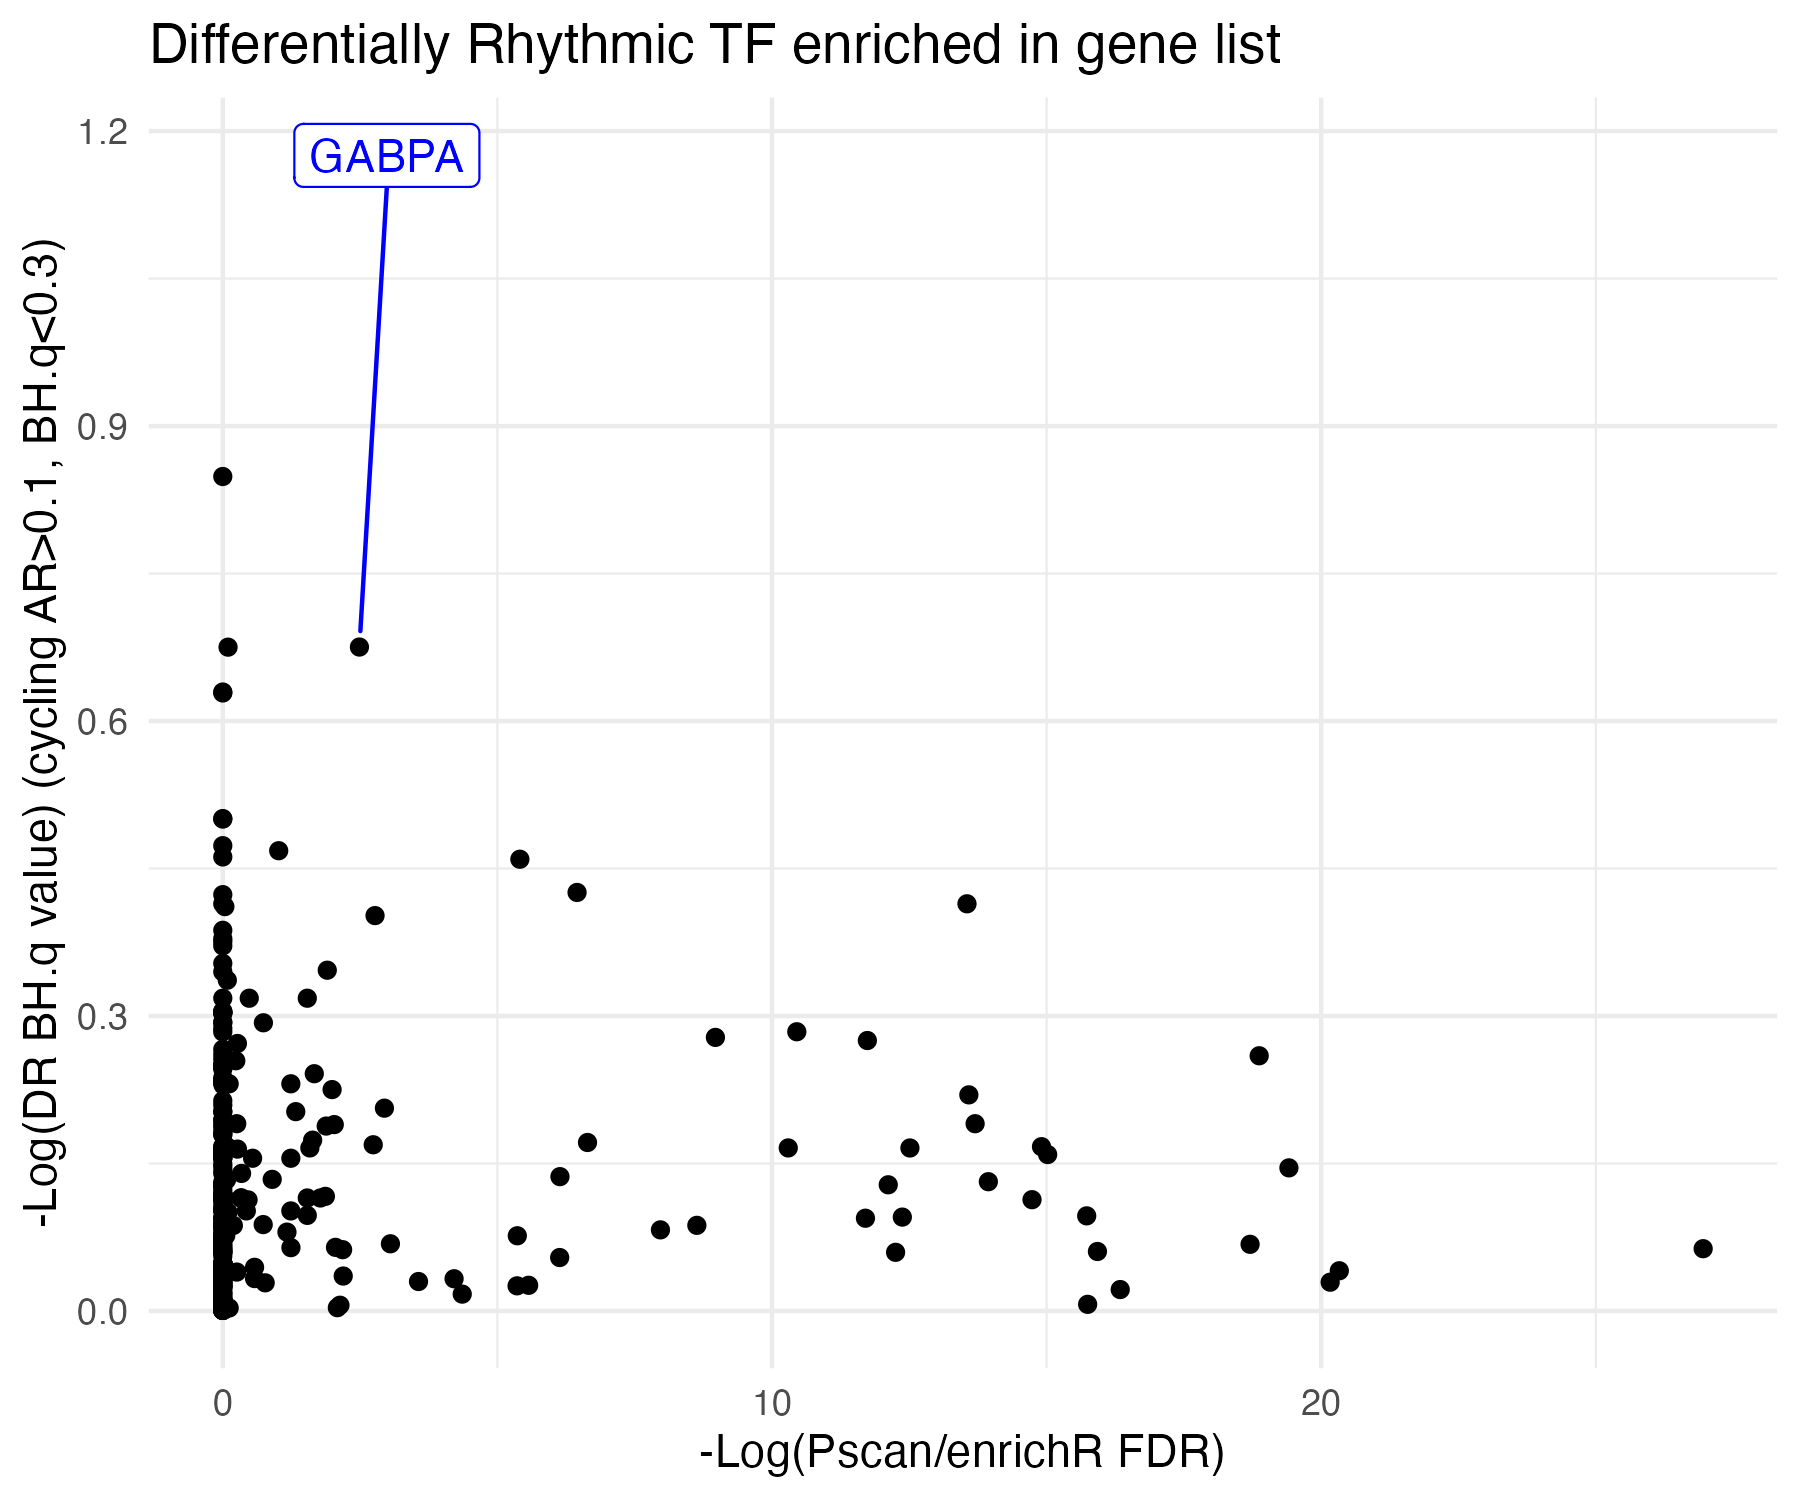 Differentially Rhythmic TF enriched in gene list
-Log(DR BH.q value) (cycling AR>0.1, BH.q<0.3)
1.2
0.9
0.6
0.3
0.0
GABPA
0
10
20
-Log(Pscan/enrichR FDR)